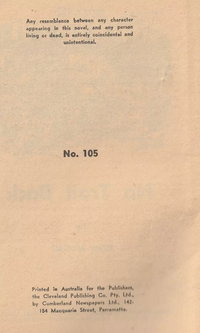 Any resemblance between any character
appearing in this novel, and any person
living or dead, is entirely coincidental and
unintentional.
No. 105
Printed in Australia for the Publishers,
the Cleveland Publishing Co. Pty. Ltd.,
by Cumberland Newspapers Ltd., 142-
154 Macquarie Street, Parramatta.